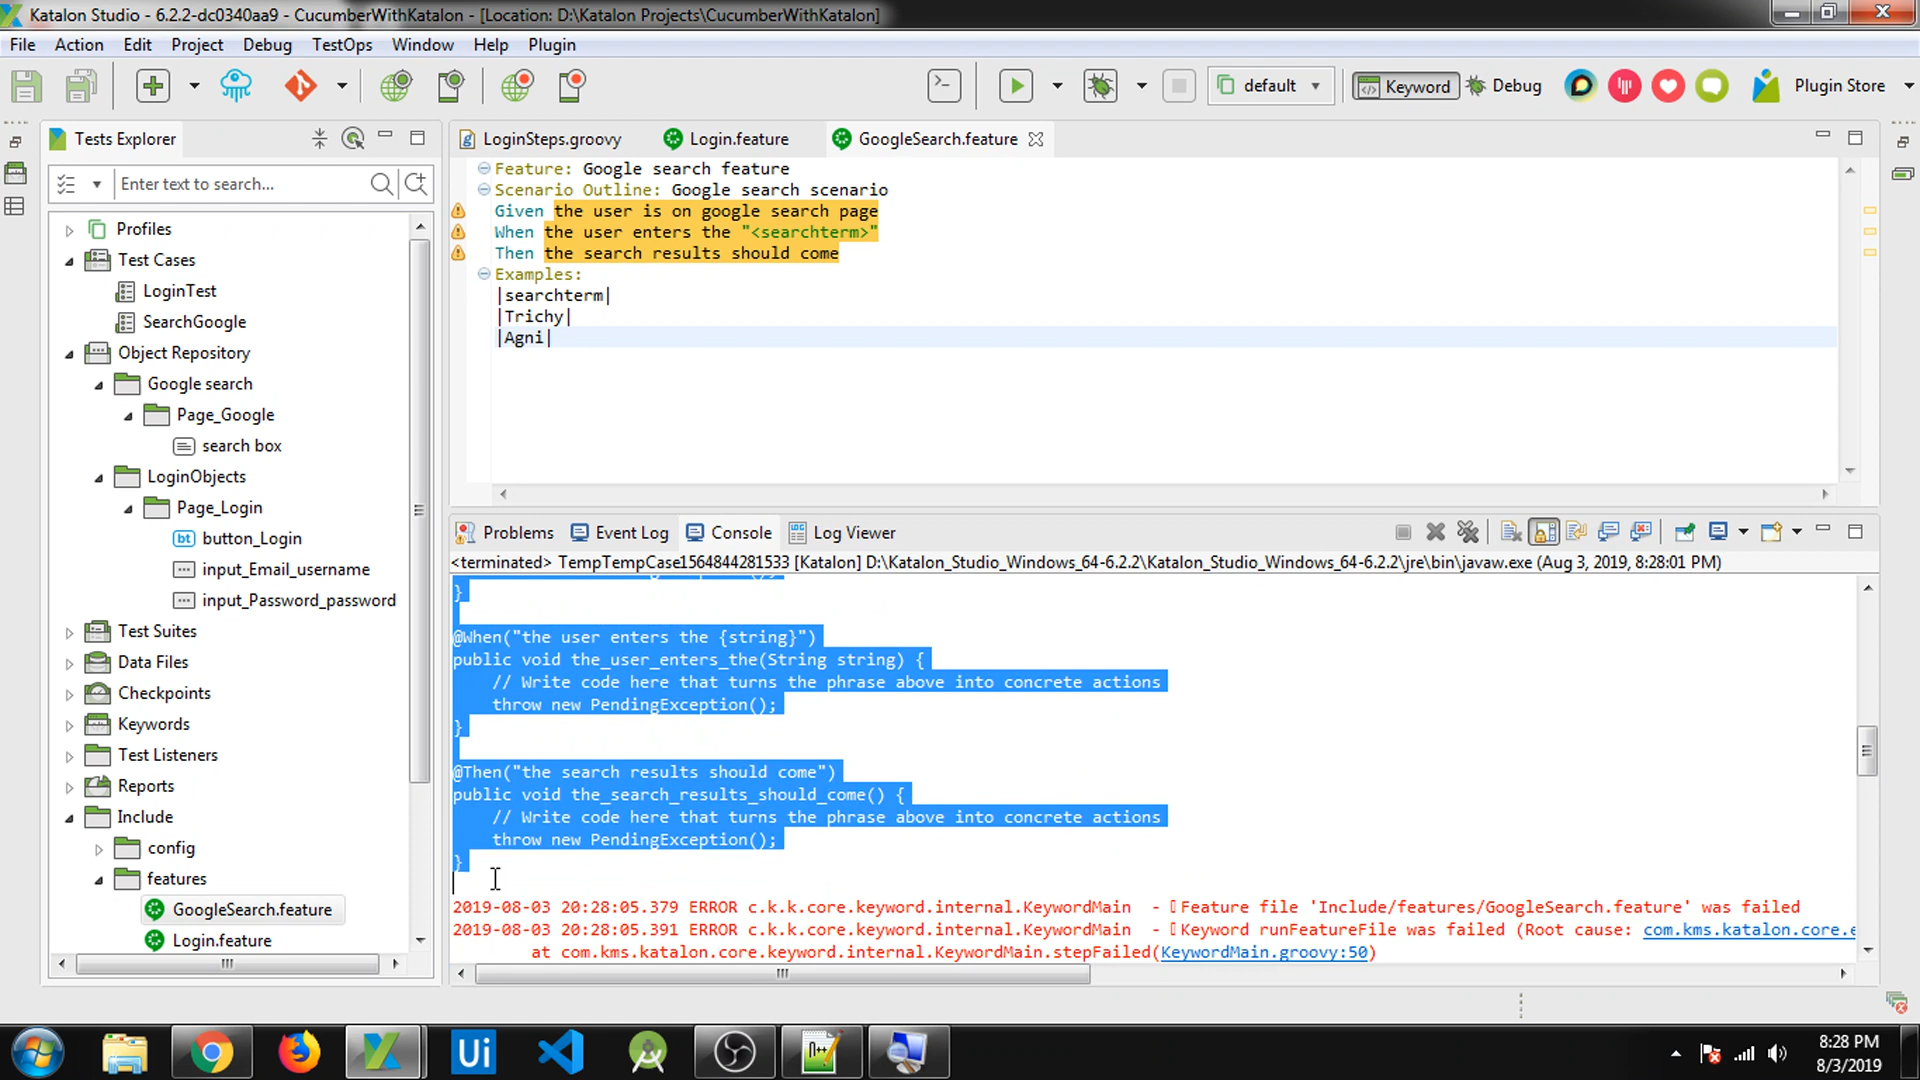 Katalon Studio - 6.2.2-dc0340aa9 - CucumberWithKatalon - [Location: D:\Katalon Projects\CucumberWithKatalon]
File Action Edit Project Debug TestOps Window Help Plugin
default Keyword Debug Plugin Store
Tests Explorer
Enter text to search...
Profiles
Test Cases
LoginTest
SearchGoogle
Object Repository
Google search
Page_Google
search box
LoginObjects
Page_Login
button_Login
input_Email_username
input_Password_password
Test Suites
Data Files
Checkpoints
Keywords
Test Listeners
Reports
Include
config
features
GoogleSearch.feature
Login.feature
LoginSteps.groovy Login.feature GoogleSearch.feature
Feature: Google search feature
Scenario Outline: Google search scenario
Given the user is on google search page
When the user enters the "<searchterm>"
Then the search results should come
Examples:
|searchterm|
|Trichy|
|Agni|
Problems Event Log Console Log Viewer
<terminated> TempTempCase1564844281533 [Katalon] D:\Katalon_Studio_Windows_64-6.2.2\Katalon_Studio_Windows_64-6.2.2\jre\bin\javaw.exe (Aug 3, 2019, 8:28:01 PM)
}
@When("the user enters the {string}")
public void the_user_enters_the(String string) {
// Write code here that turns the phrase above into concrete actions
throw new PendingException();
}
@Then("the search results should come")
public void the_search_results_should_come() {
// Write code here that turns the phrase above into concrete actions
throw new PendingException();
}
2019-08-03 20:28:05.379 ERROR c.k.k.core.keyword.internal.KeywordMain - Feature file 'Include/features/GoogleSearch.feature' was failed
2019-08-03 20:28:05.391 ERROR c.k.k.core.keyword.internal.KeywordMain - Keyword runFeatureFile was failed (Root cause: com.kms.katalon.core.e
at com.kms.katalon.core.keyword.internal.KeywordMain.stepFailed(KeywordMain.groovy:50)
Ui
N++
8:28 PM
8/3/2019